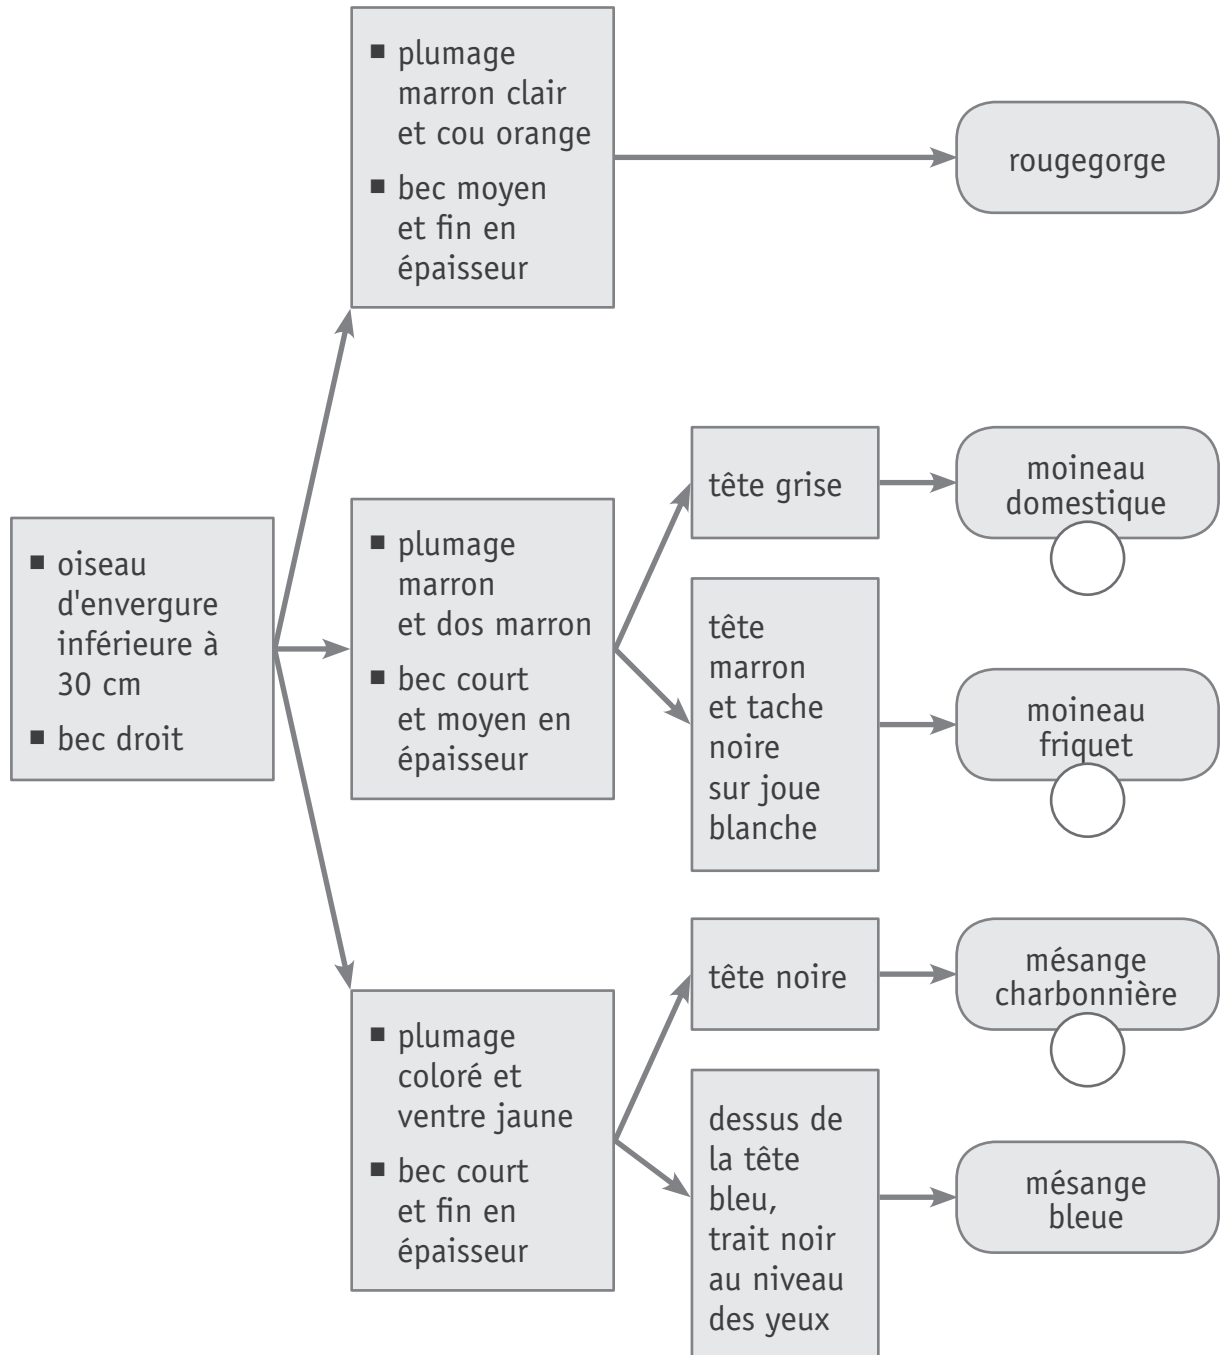 ■ plumage
marron clair
et cou orange
■ bec moyen
et fin en
épaisseur
rougegorge
■ oiseau
d'envergure
inférieure à
30 cm
■ bec droit
■ plumage
marron
et dos marron
■ bec court
et moyen en
épaisseur
tête grise
moineau
domestique
tête
marron
et tache
noire
sur joue
blanche
moineau
friquet
■ plumage
coloré et
ventre jaune
■ bec court
et fin en
épaisseur
tête noire
mésange
charbonnière
dessus de
la tête
bleu,
trait noir
au niveau
des yeux
mésange
bleue